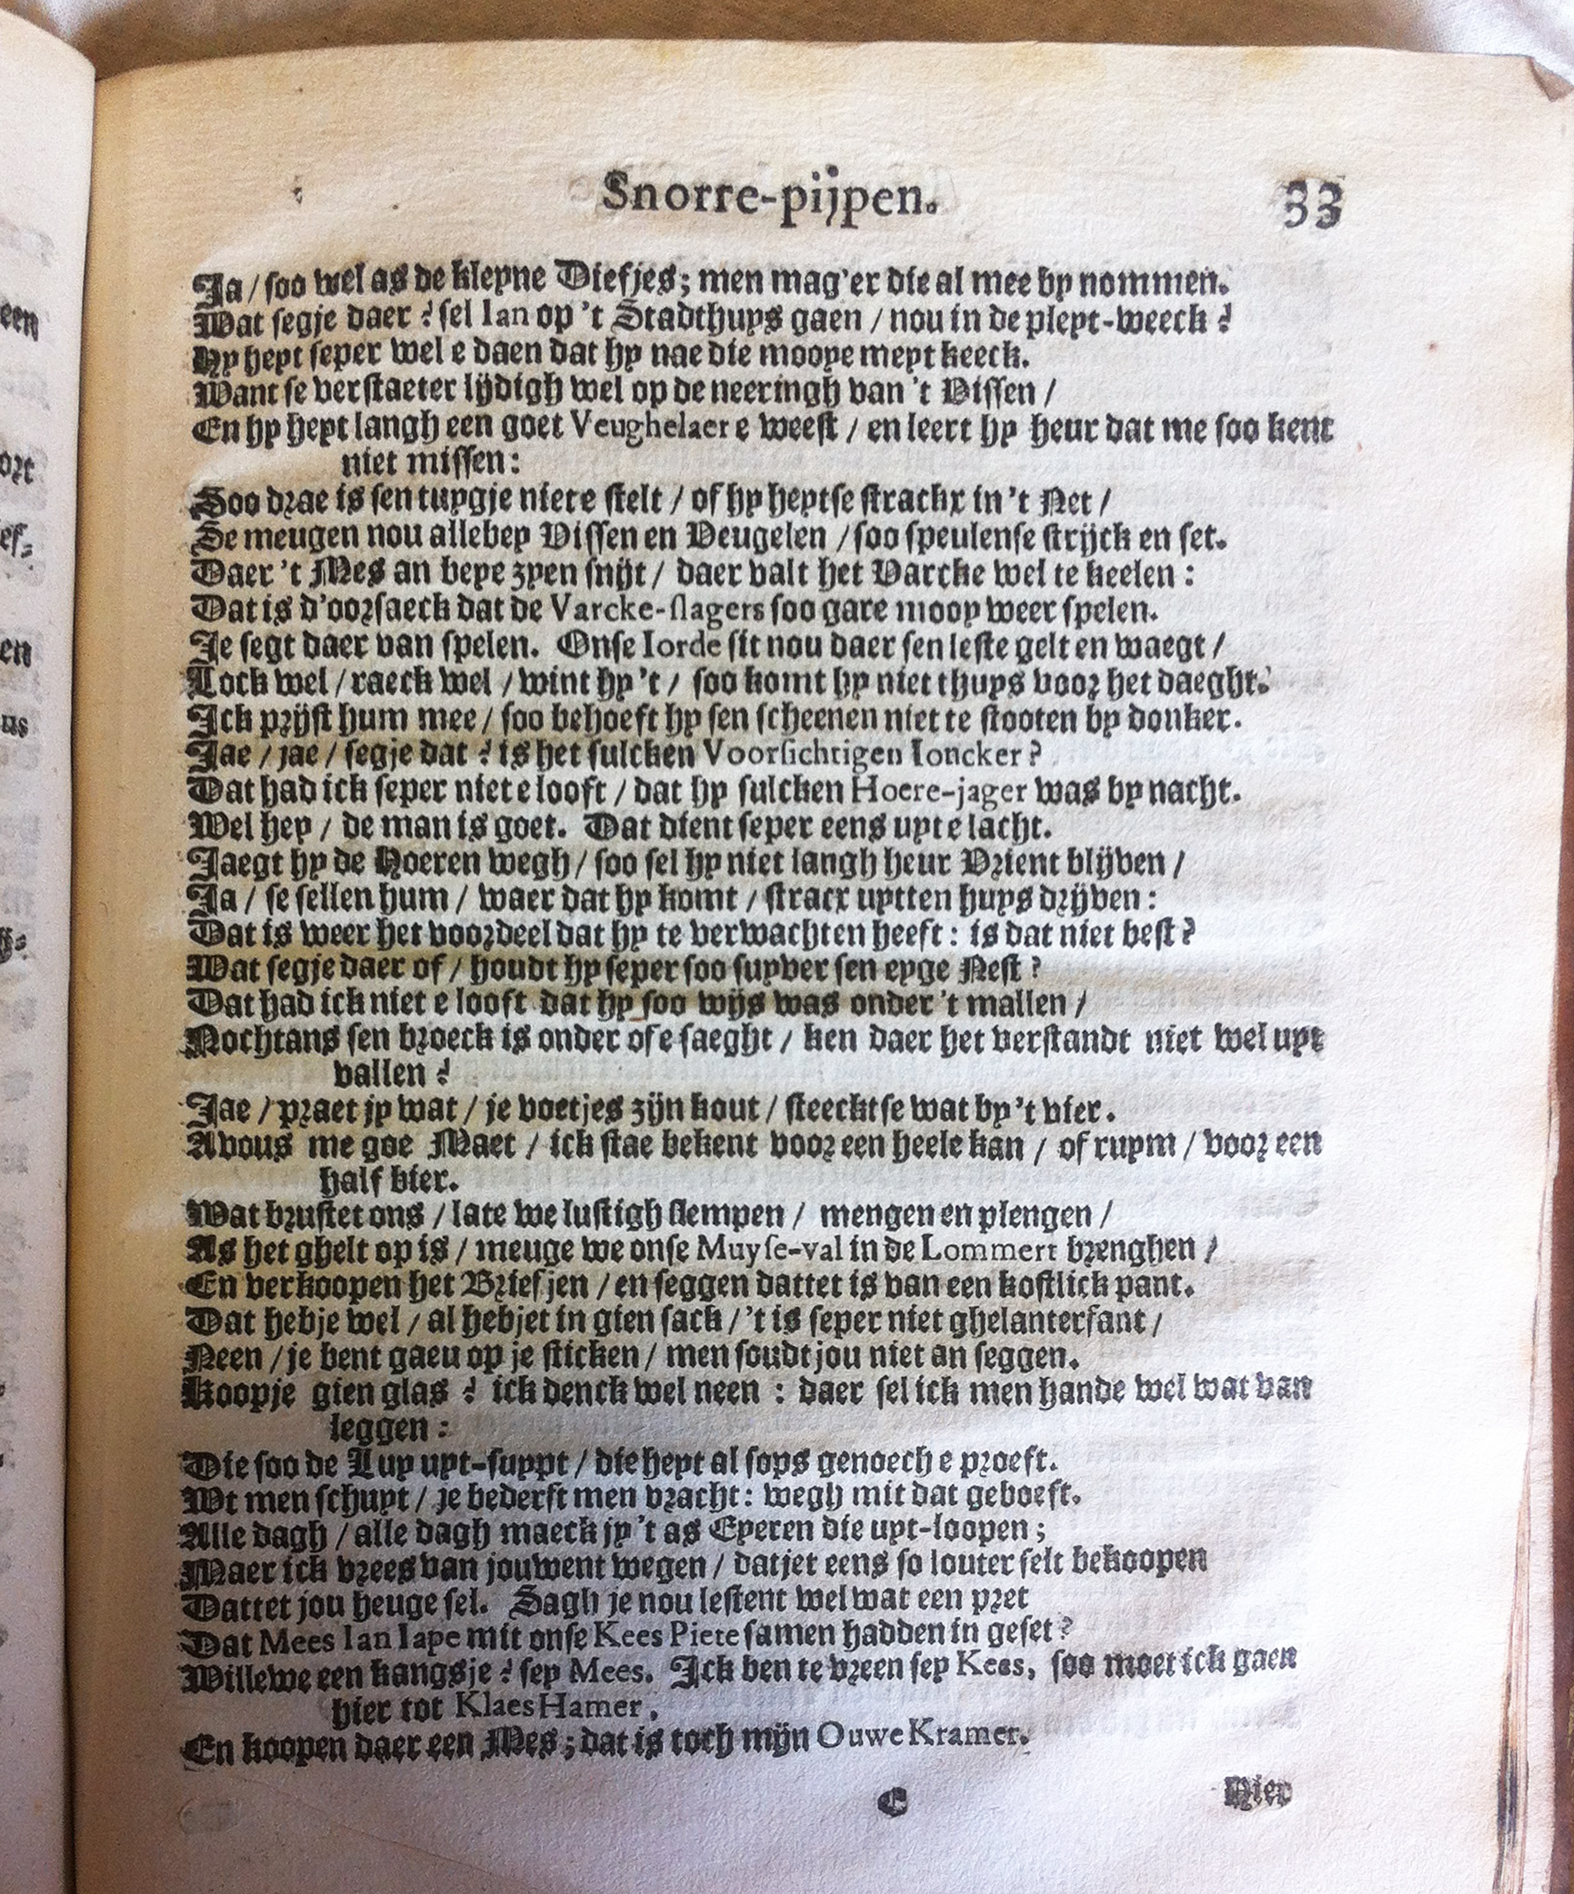 Snorre-pijpen. 33
Ja / soo wel as de kleyne Diefjes; men mag'er die al mee by nommen.
Wat segje daer? sel Ian op 't Stadthuys gaen / nou in de pleyt-weeck?
Hy heyt seper wel e daen dat hy nae die mooye meyt keeck.
Want se verstaeter lijdigh wel op de neeringh van 't Vissen /
En hy heyt langh een goet Veughelaer e weest / en leert hy heur dat me soo kent
niet missen:
Soo drae is sen tuygje niet e stelt / of hy heytse strackx in 't Net /
Se meugen nou allebey Vissen en Veugelen / soo speulense strijck en set.
Daer 't Mes an beye zyen snijt / daer valt het Varcke wel te keelen:
Dat is d'oorsaeck dat de Varcke-slagers soo gare mooy weer spelen.
Je segt daer van spelen. Onse Iorde sit nou daer sen leste gelt en waegt /
Lock wel / raeck wel / wint hy 't / soo komt hy niet thuys voor het daeght.
Ick prijst hum mee / soo behoeft hy sen scheenen niet te stooten by donker.
Jae / jae / segje dat? is het sulcken Voorsichtigen Ioncker?
Dat had ick seper niet e looft / dat hy sulcken Hoere-jager was by nacht.
Wel hey / de man is goet. Dat dient seper eens uyt e lacht.
Jaegt hy de Hoeren wegh / soo sel hy niet langh heur Vrient blijven /
Ja / se sellen hum / waer dat hy komt / stracx uytten huys drijven:
Dat is weer het voordeel dat hy te verwachten heeft: is dat niet best?
Wat segje daer of / houdt hy seper soo suyver sen eyge Nest?
Dat had ick niet e looft dat hy soo wijs was onder 't mallen /
Nochtans sen broeck is onder of e saeght / ken daer het verstandt niet wel uyt
vallen?
Jae / praet jy wat / je voetjes zijn kout / steecktse wat by 't vier.
Avous me goe Maet / ick stae bekent voor een heele kan / of ruym / voor een
half bier.
Wat brustet ons / late we lustigh slempen / mengen en plengen /
As het ghelt op is / meuge we onse Muyse-val in de Lommert brenghen /
En verkoopen het Briefjen / en seggen dattet is van een kostlick pant.
Dat hebje wel / al hebjet in gien sack / 't is seper niet ghelanterfant /
Neen / je bent gaeu op je sticken / men soudt jou niet an seggen.
Koopje gien glas? ick denck wel neen: daer sel ick men hande wel wat van
leggen:
Die soo de Luy uyt-suypt / die heyt al sops genoech e proeft.
Wt men schuyt / je bederft men vracht: wegh mit dat geboeft.
Alle dagh / alle dagh maeck jy 't as Eyeren die uyt-loopen;
Maer ick vrees van jouwent wegen / datjet eens so louter selt bekoopen
Dattet jou heuge sel. Sagh je nou lestent wel wat een pret
Dat Mees Ian Iape mit onse Kees Piete samen hadden in geset?
Willewe een kangsje? sey Mees. Ick ben te vreen sey Kees, soo moet ick gaen
hier tot Klaes Hamer,
En koopen daer een Mes; dat is toch mijn Ouwe Kramer.
C Hier